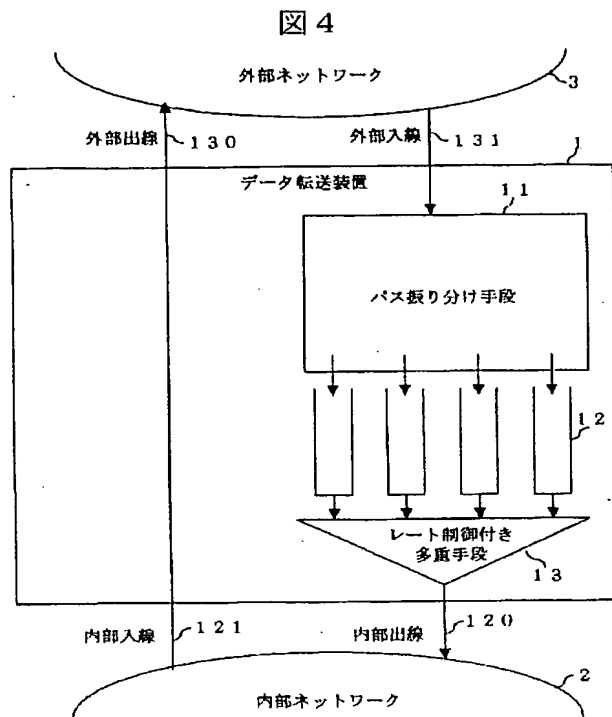 図4
外部ネットワーク
3
外部出線 130
外部入線 131
1
データ転送装置
11
パス振り分け手段
12
レート制御付き
多重手段
13
内部入線 121
内部出線 120
2
内部ネットワーク